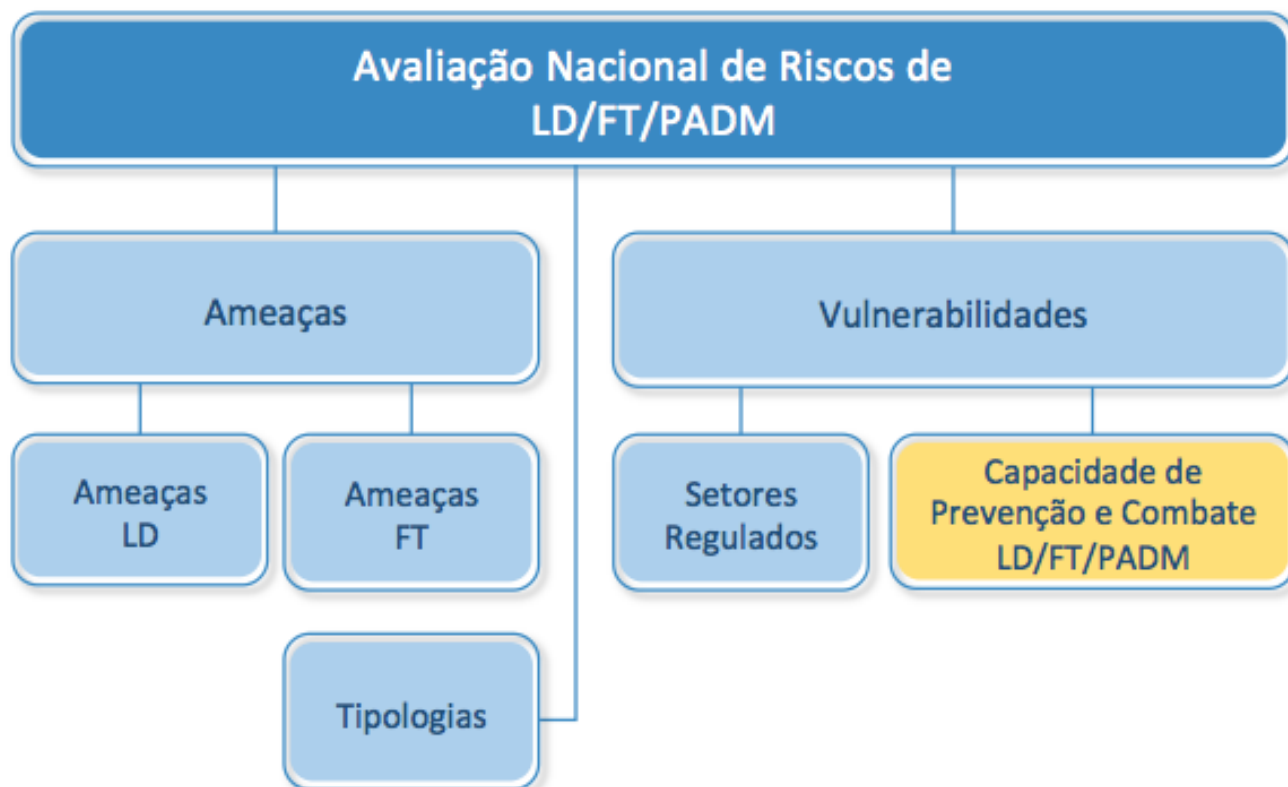 Avaliação Nacional de Riscos de
LD/FT/PADM
Ameaças
Vulnerabilidades
Ameaças
LD
Ameaças
FT
Setores
Regulados
Capacidade de
Prevenção e Combate
LD/FT/PADM
Tipologias